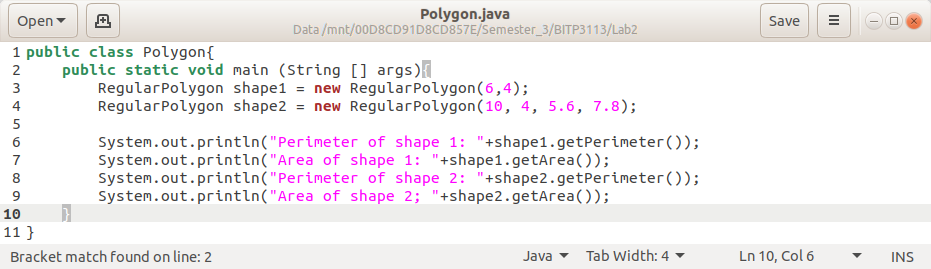 Open
Polygon.java
Data /mnt/00D8CD91D8CD857E/Semester_3/BITP3113/Lab2
Save
1 public class Polygon{
2 public static void main (String [] args){
3 RegularPolygon shape1 = new RegularPolygon(6,4);
4 RegularPolygon shape2 = new RegularPolygon(10, 4, 5.6, 7.8);
5
6 System.out.println("Perimeter of shape 1: "+shape1.getPerimeter());
7 System.out.println("Area of shape 1: "+shape1.getArea());
8 System.out.println("Perimeter of shape 2: "+shape2.getPerimeter());
9 System.out.println("Area of shape 2; "+shape2.getArea());
10 }
11 }
Bracket match found on line: 2 Java Tab Width: 4 Ln 10, Col 6 INS